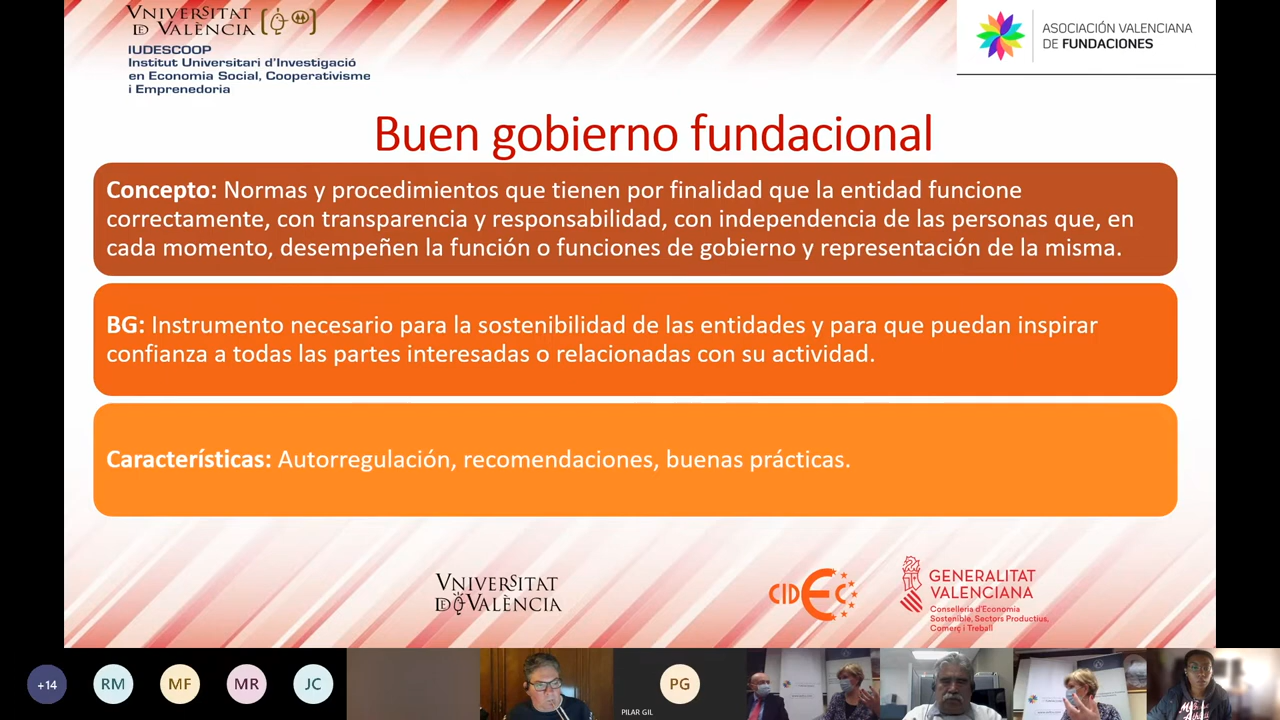 VNIVERSITAT
DE VALÈNCIA
IUDESCOOP
Institut Universitari d'Investigació
en Economia Social, Cooperativisme
i Emprenedoria
ASOCIACIÓN VALENCIANA
DE FUNDACIONES
Buen gobierno fundacional
Concepto: Normas y procedimientos que tienen por finalidad que la entidad funcione
correctamente, con transparencia y responsabilidad, con independencia de las personas que, en
cada momento, desempeñen la función o funciones de gobierno y representación de la misma.
BG: Instrumento necesario para la sostenibilidad de las entidades y para que puedan inspirar
confianza a todas las partes interesadas o relacionadas con su actividad.
Características: Autorregulación, recomendaciones, buenas prácticas.
VNIVERSITAT
DE VALÈNCIA
CIDEC
GENERALITAT
VALENCIANA
Conselleria d'Economia
Sostenible, Sectors Productius,
Comerç i Treball
+14
RM
MF
MR
JC
PG
PILAR GIL